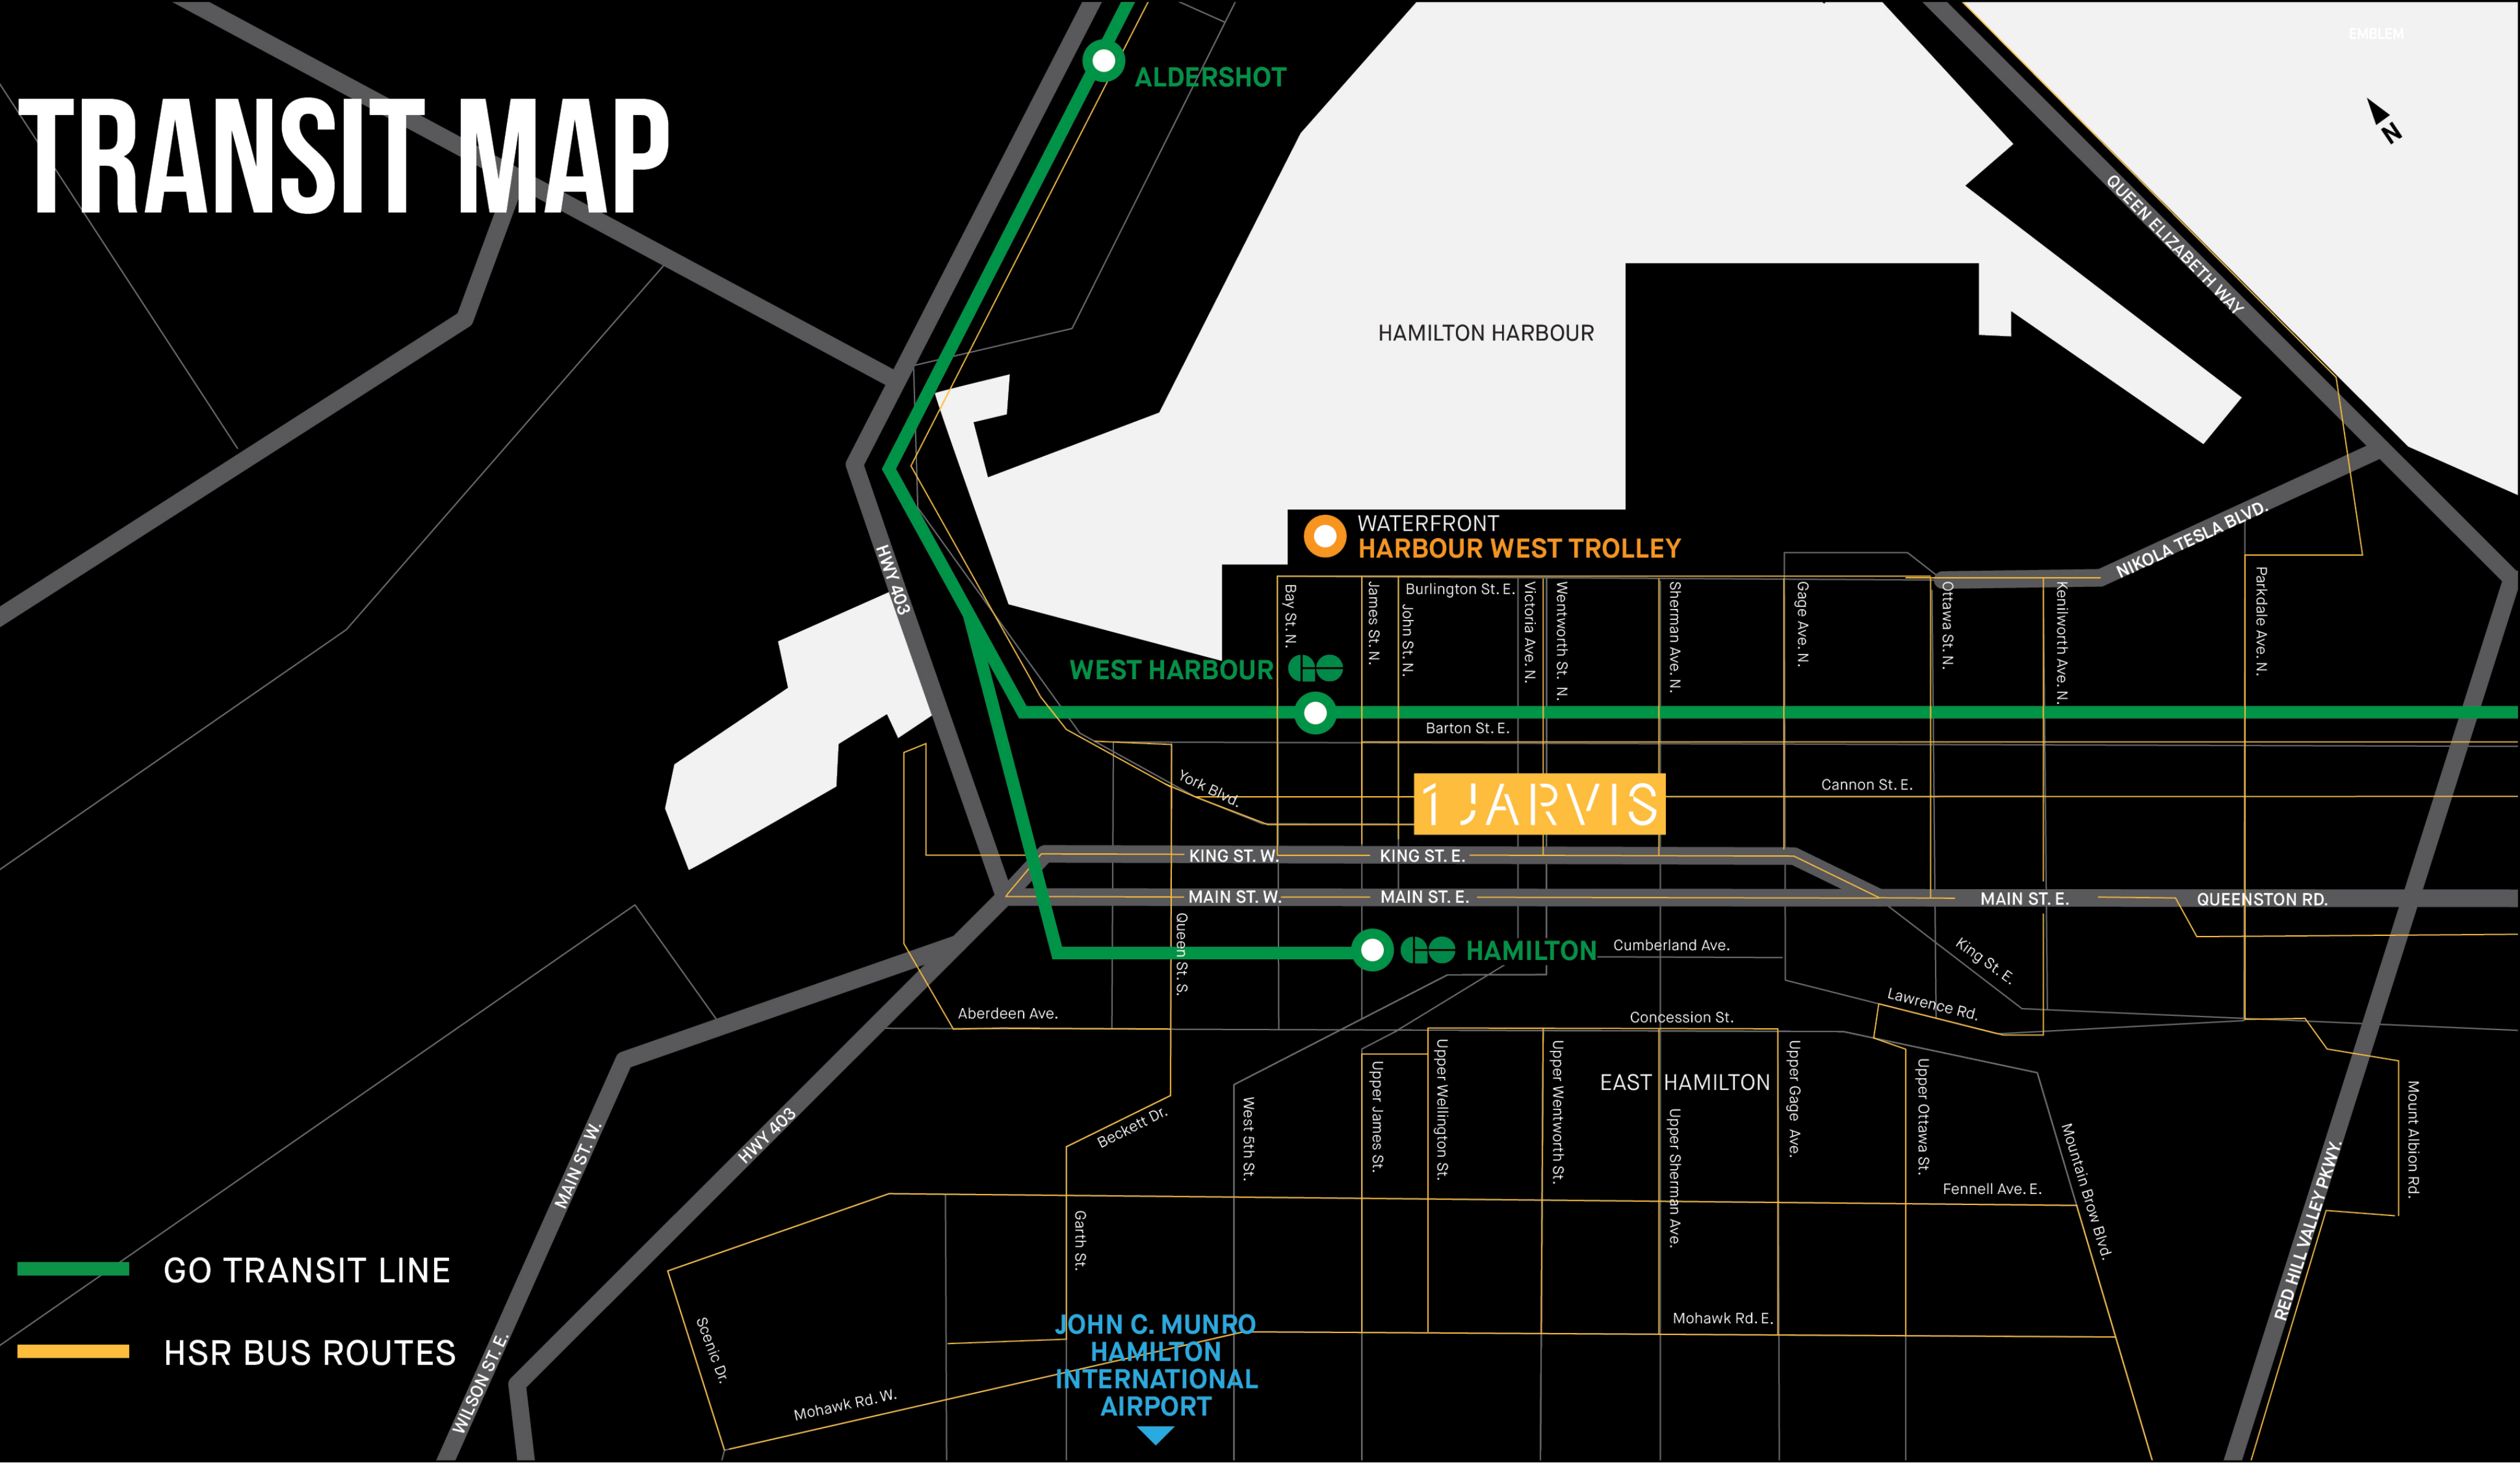 EMBLEM
TRANSIT MAP
ALDERSHOT
N
QUEEN ELIZABETH WAY
HAMILTON HARBOUR
WATERFRONT
HARBOUR WEST TROLLEY
NIKOLA TESLA BLVD.
HWY 403
Bay St. N.
James St. N.
Burlington St. E.
John St. N.
Victoria Ave. N.
Wentworth St. N.
Sherman Ave. N.
Gage Ave. N.
Ottawa St. N.
Kenilworth Ave. N.
Parkdale Ave. N.
WEST HARBOUR GO
Barton St. E.
York Blvd.
1 JARVIS
Cannon St. E.
KING ST. W.
KING ST. E.
MAIN ST. W.
MAIN ST. E.
MAIN ST. E.
QUEENSTON RD.
Queen St. S.
GO HAMILTON
Cumberland Ave.
King St. E.
Lawrence Rd.
Aberdeen Ave.
Concession St.
EAST HAMILTON
Upper James St.
Upper Wellington St.
Upper Wentworth St.
Upper Sherman Ave.
Upper Gage Ave.
Upper Ottawa St.
Mountain Brow Blvd.
Mount Albion Rd.
West 5th St.
Beckett Dr.
MAIN ST. W.
HWY 403
Fennell Ave. E.
Garth St.
RED HILL VALLEY PKWY.
GO TRANSIT LINE
HSR BUS ROUTES
WILSON ST. E.
Scenic Dr.
Mohawk Rd. W.
JOHN C. MUNRO
HAMILTON
INTERNATIONAL
AIRPORT
Mohawk Rd. E.